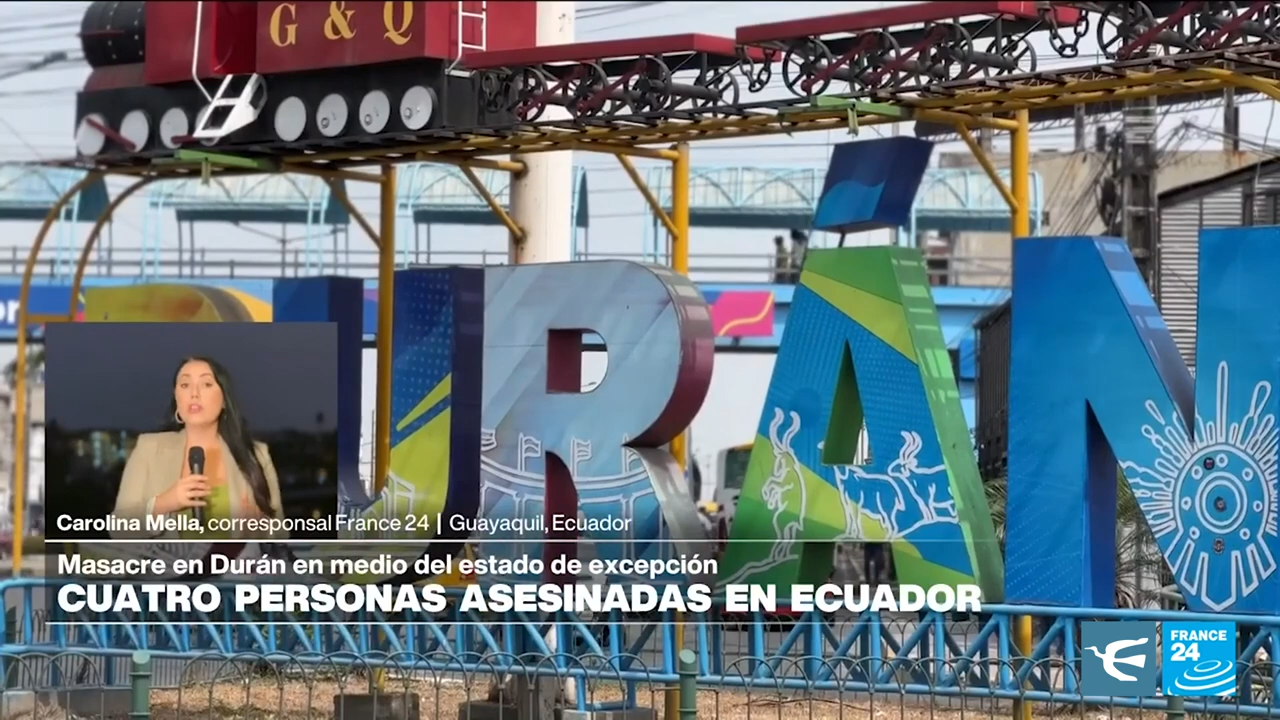 G & Q
DURÁN
Carolina Mella, corresponsal France 24 | Guayaquil, Ecuador
Masacre en Durán en medio del estado de excepción
CUATRO PERSONAS ASESINADAS EN ECUADOR
FRANCE
24